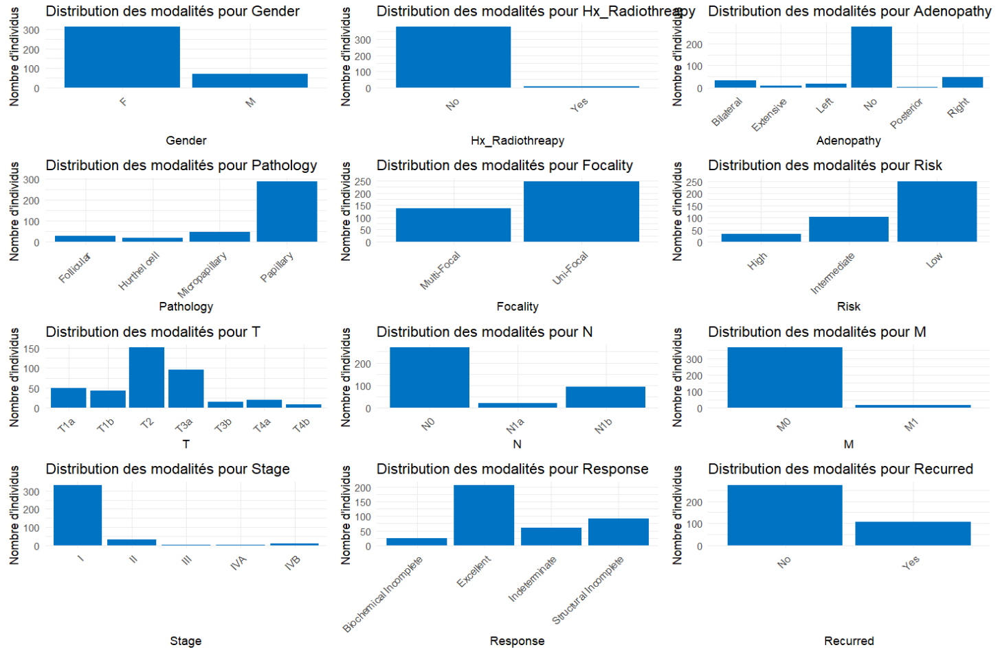 Distribution des modalités pour Gender
Nombre d'individus
300
200
100
0
F
M
Gender
Distribution des modalités pour Hx_Radiothreapy
Nombre d'individus
300
200
100
0
No
Yes
Hx_Radiothreapy
Distribution des modalités pour Adenopathy
Nombre d'individus
200
100
0
Bilateral
Extensive
Left
No
Posterior
Right
Adenopathy
Distribution des modalités pour Pathology
Nombre d'individus
300
200
100
0
Follicular
Hurthel cell
Micropapillary
Papillary
Pathology
Distribution des modalités pour Focality
Nombre d'individus
250
200
150
100
50
0
Multi-Focal
Uni-Focal
Focality
Distribution des modalités pour Risk
Nombre d'individus
250
200
150
100
50
0
High
Intermediate
Low
Risk
Distribution des modalités pour T
Nombre d'individus
150
100
50
0
T1a
T1b
T2
T3a
T3b
T4a
T4b
T
Distribution des modalités pour N
Nombre d'individus
200
100
0
N0
N1a
N1b
N
Distribution des modalités pour M
Nombre d'individus
300
200
100
0
M0
M1
M
Distribution des modalités pour Stage
Nombre d'individus
300
200
100
0
I
II
III
IVA
IVB
Stage
Distribution des modalités pour Response
Nombre d'individus
200
150
100
50
0
Biochemical Incomplete
Excellent
Indeterminate
Structural Incomplete
Response
Distribution des modalités pour Recurred
Nombre d'individus
200
100
0
No
Yes
Recurred